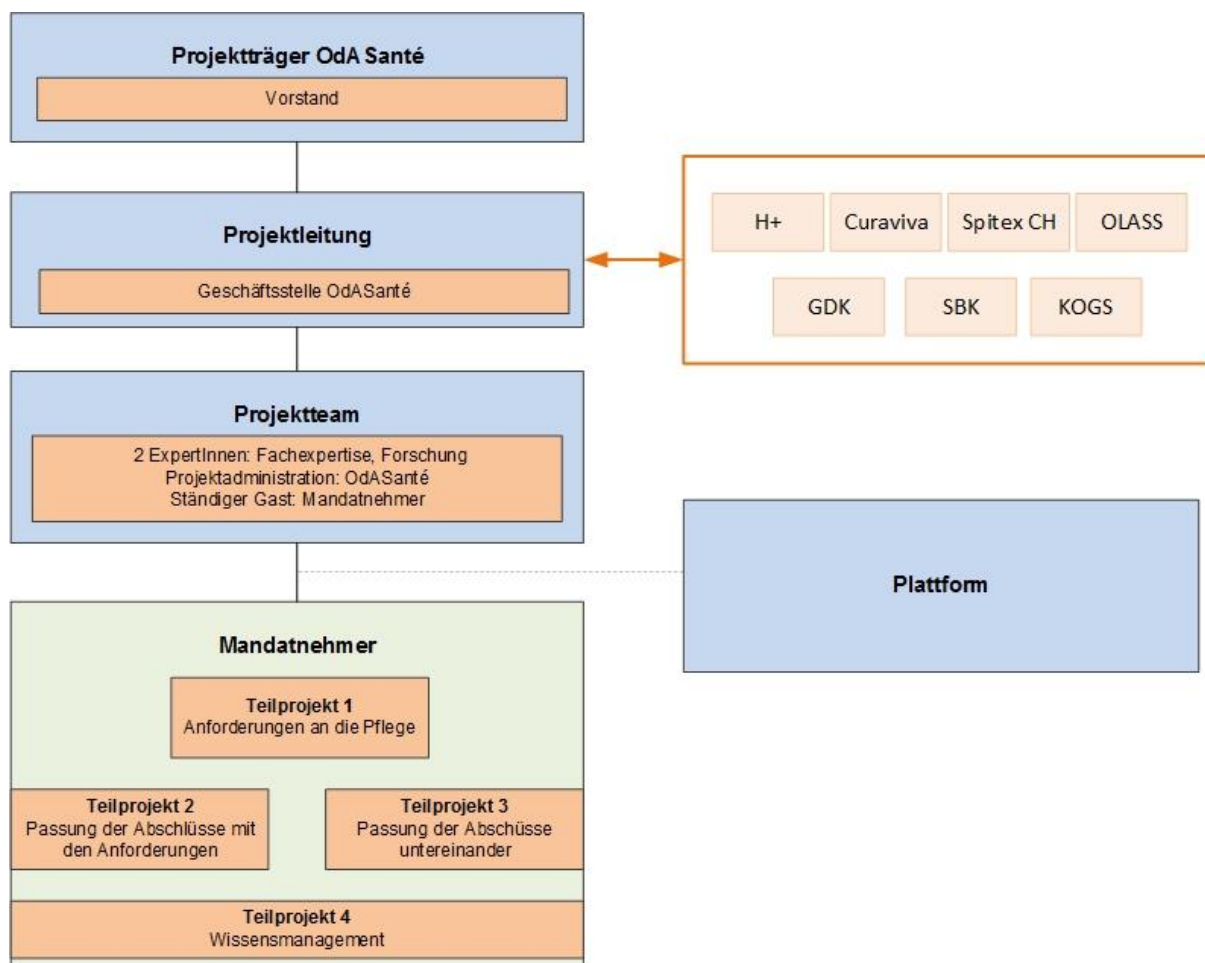 Projektträger OdA Santé
Vorstand
Projektleitung
Geschäftsstelle OdASanté
H+
Curaviva
Spitex CH
OLASS
GDK
SBK
KOGS
Projektteam
2 ExpertInnen: Fachexpertise, Forschung
Projektadministration: OdASanté
Ständiger Gast: Mandatnehmer
Plattform
Mandatnehmer
Teilprojekt 1
Anforderungen an die Pflege
Teilprojekt 2
Passung der Abschlüsse mit
den Anforderungen
Teilprojekt 3
Passung der Abschüsse
untereinander
Teilprojekt 4
Wissensmanagement